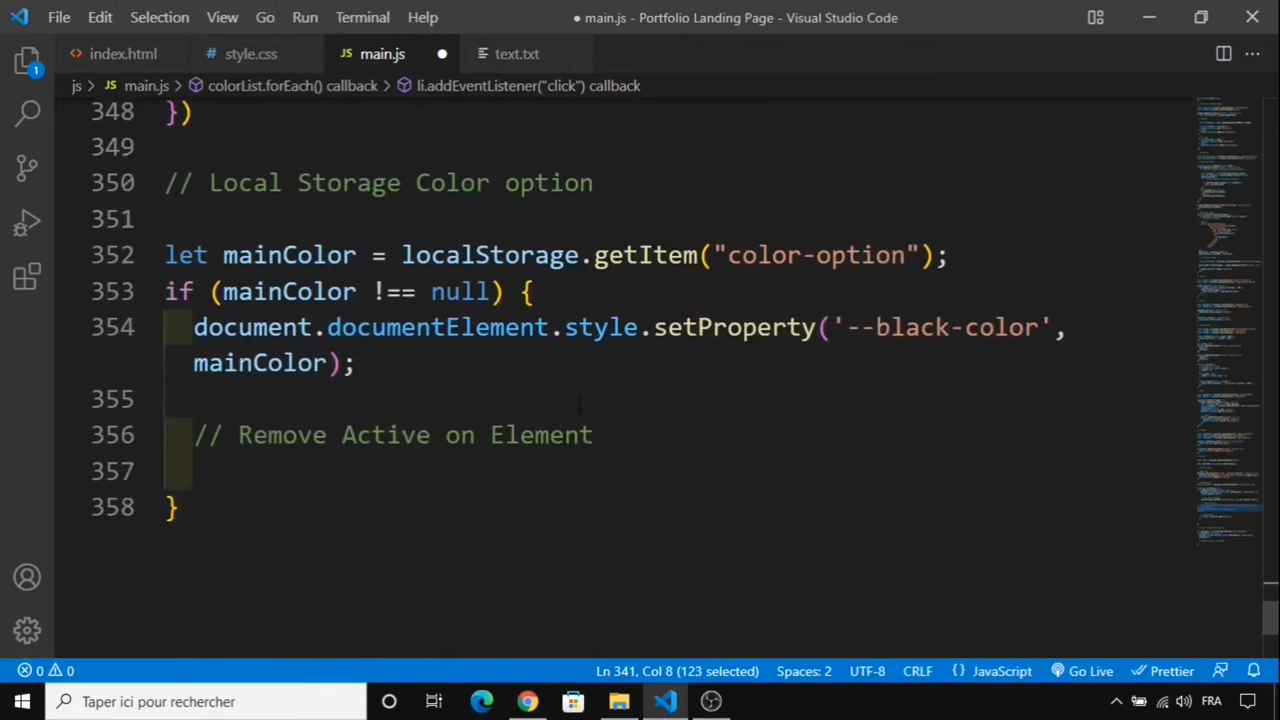 File Edit Selection View Go Run Terminal Help ● main.js - Portfolio Landing Page - Visual Studio Code
index.html # style.css JS main.js ● text.txt
1
js > JS main.js > colorList.forEach() callback > li.addEventListener("click") callback
348 })
349
350 // Local Storage Color option
351
352 let mainColor = localStorage.getItem("color-option");
353 if (mainColor !== null) {
354 document.documentElement.style.setProperty('--black-color',
mainColor);
355
356 // Remove Active on Element
357
358 }
0 0 Ln 341, Col 8 (123 selected) Spaces: 2 UTF-8 CRLF {} JavaScript Go Live Prettier
Taper ici pour rechercher FRA